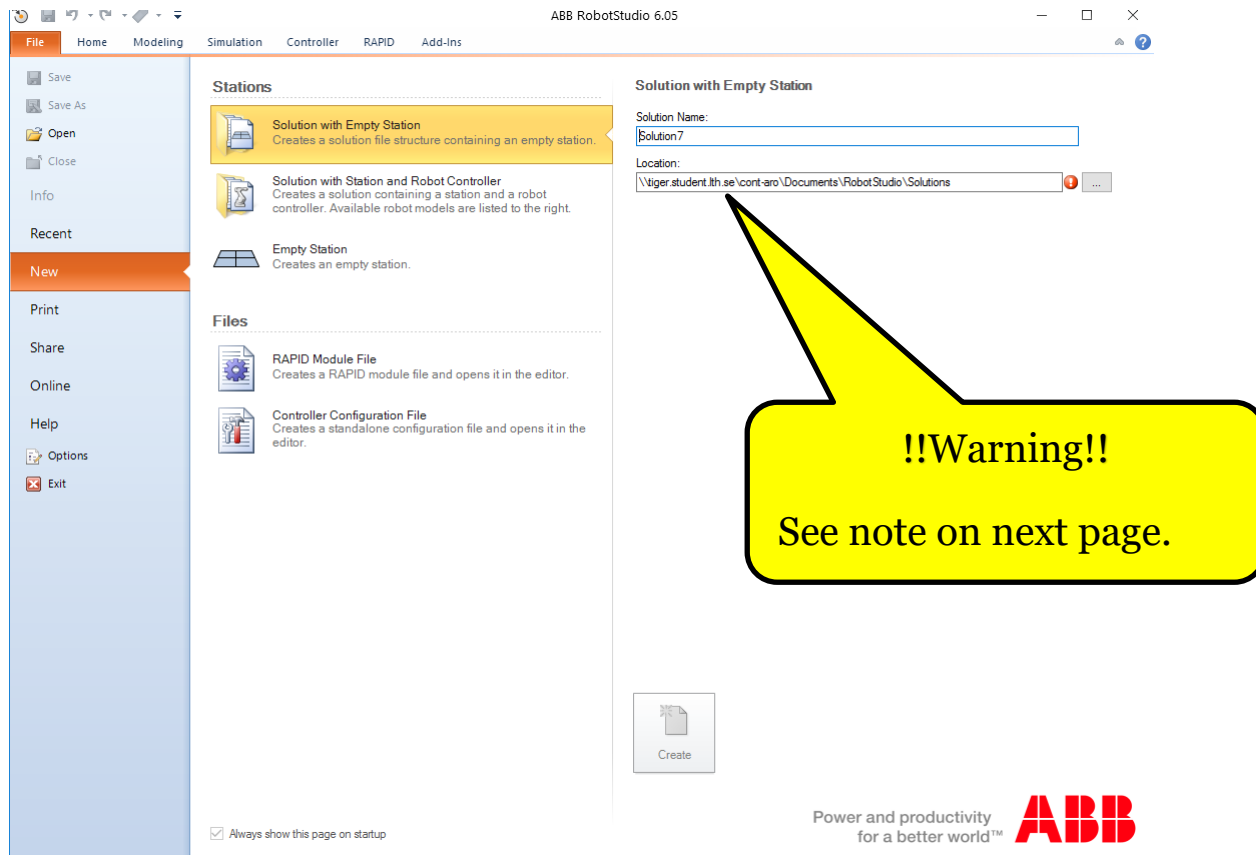 ABB RobotStudio 6.05
File Home Modeling Simulation Controller RAPID Add-Ins
Save
Save As
Open
Close
Info
Recent
New
Print
Share
Online
Help
Options
Exit
Stations
Solution with Empty Station
Creates a solution file structure containing an empty station.
Solution with Station and Robot Controller
Creates a solution containing a station and a robot
controller. Available robot models are listed to the right.
Empty Station
Creates an empty station.
Files
RAPID Module File
Creates a RAPID module file and opens it in the editor.
Controller Configuration File
Creates a standalone configuration file and opens it in the
editor.
Always show this page on startup
Solution with Empty Station
Solution Name:
Solution7
Location:
\\tiger.student.lth.se\cont-aro\Documents\RobotStudio\Solutions
...
!!Warning!!
See note on next page.
Create
Power and productivity
for a better world™
ABB